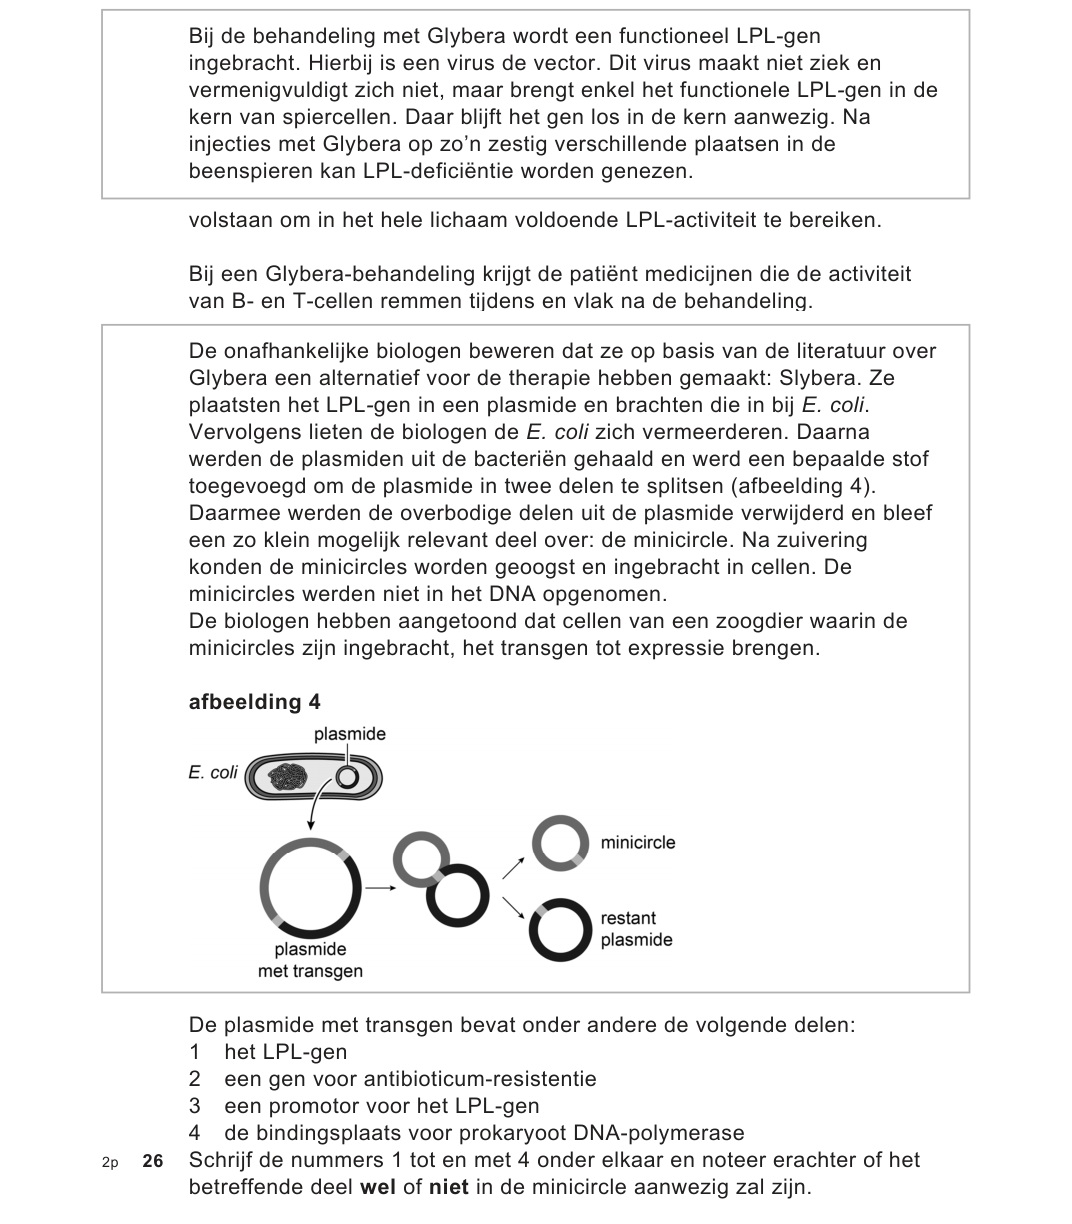 Bij de behandeling met Glybera wordt een functioneel LPL-gen
ingebracht. Hierbij is een virus de vector. Dit virus maakt niet ziek en
vermenigvuldigt zich niet, maar brengt enkel het functionele LPL-gen in de
kern van spiercellen. Daar blijft het gen los in de kern aanwezig. Na
injecties met Glybera op zo’n zestig verschillende plaatsen in de
beenspieren kan LPL-deficiëntie worden genezen.
volstaan om in het hele lichaam voldoende LPL-activiteit te bereiken.
Bij een Glybera-behandeling krijgt de patiënt medicijnen die de activiteit
van B- en T-cellen remmen tijdens en vlak na de behandeling.
De onafhankelijke biologen beweren dat ze op basis van de literatuur over
Glybera een alternatief voor de therapie hebben gemaakt: Slybera. Ze
plaatsten het LPL-gen in een plasmide en brachten die in bij E. coli.
Vervolgens lieten de biologen de E. coli zich vermeerderen. Daarna
werden de plasmiden uit de bacteriën gehaald en werd een bepaalde stof
toegevoegd om de plasmide in twee delen te splitsen (afbeelding 4).
Daarmee werden de overbodige delen uit de plasmide verwijderd en bleef
een zo klein mogelijk relevant deel over: de minicircle. Na zuivering
konden de minicircles worden geoogst en ingebracht in cellen. De
minicircles werden niet in het DNA opgenomen.
De biologen hebben aangetoond dat cellen van een zoogdier waarin de
minicircles zijn ingebracht, het transgen tot expressie brengen.
afbeelding 4
plasmide
E. coli
minicircle
restant
plasmide
plasmide
met transgen
De plasmide met transgen bevat onder andere de volgende delen:
1 het LPL-gen
2 een gen voor antibioticum-resistentie
3 een promotor voor het LPL-gen
4 de bindingsplaats voor prokaryoot DNA-polymerase
2p 26 Schrijf de nummers 1 tot en met 4 onder elkaar en noteer erachter of het
betreffende deel wel of niet in de minicircle aanwezig zal zijn.